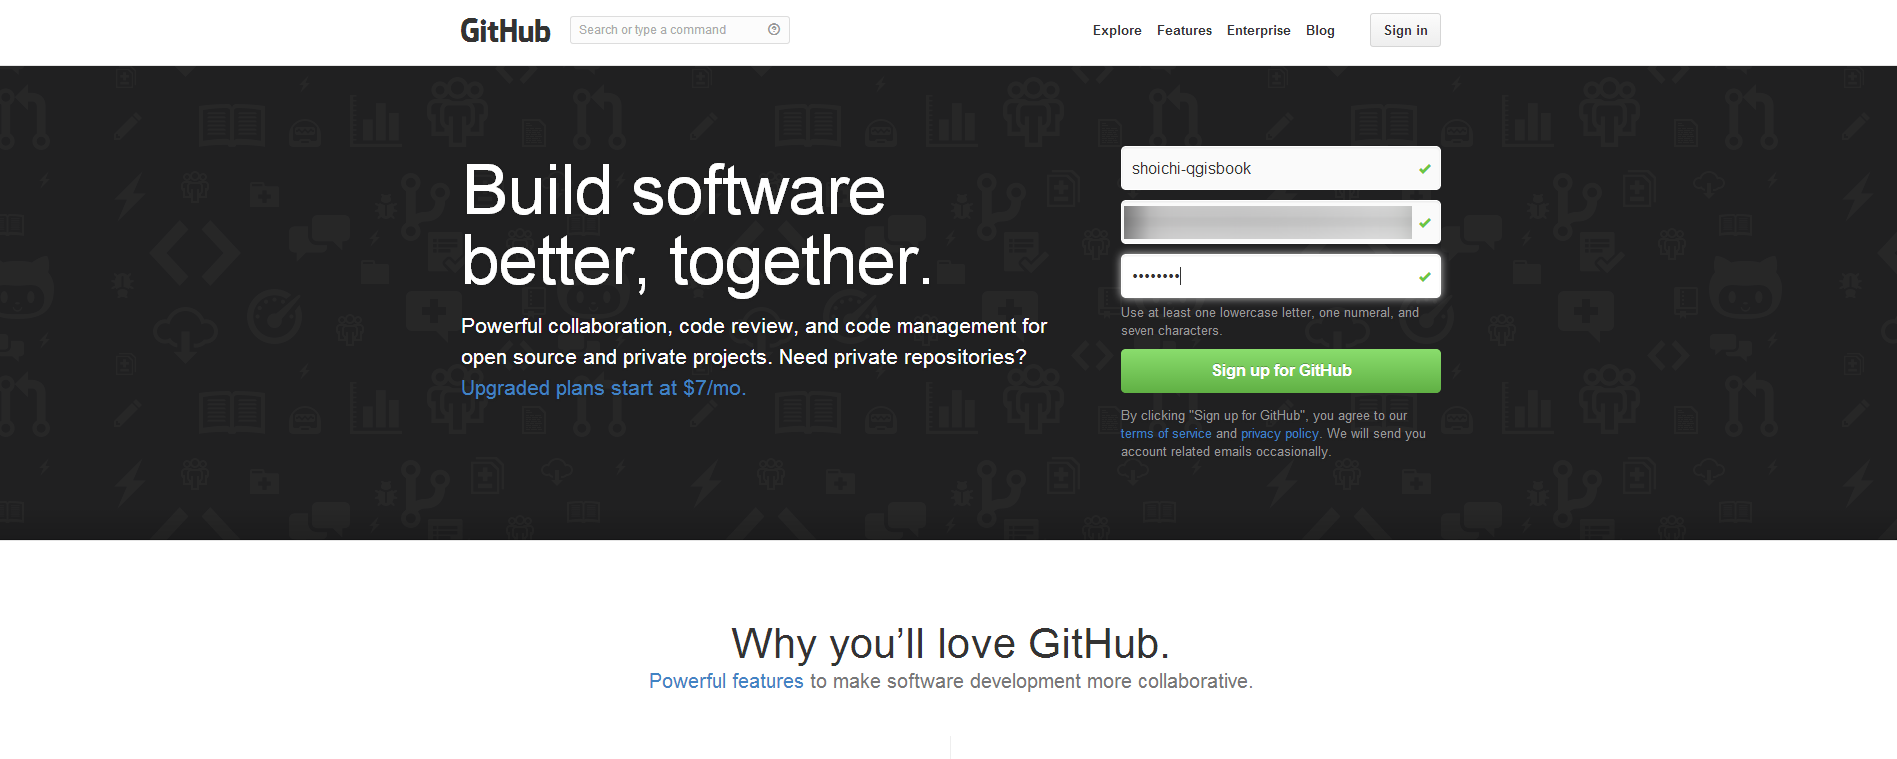 GitHub
Search or type a command
Explore Features Enterprise Blog Sign in
Build software
better, together.
Powerful collaboration, code review, and code management for
open source and private projects. Need private repositories?
Upgraded plans start at $7/mo.
shoichi-qgisbook
••••••••
Use at least one lowercase letter, one numeral, and
seven characters.
Sign up for GitHub
By clicking "Sign up for GitHub", you agree to our
terms of service and privacy policy. We will send you
account related emails occasionally.
Why you’ll love GitHub.
Powerful features to make software development more collaborative.